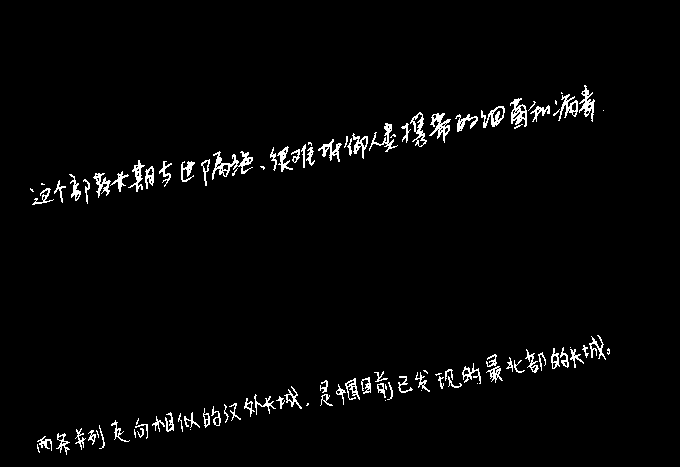 这个部落长期与世隔绝、很难抵御人类携带的细菌和病毒.
两条并列走向相似的汉外长城，是中国目前已发现的最北部的长城。